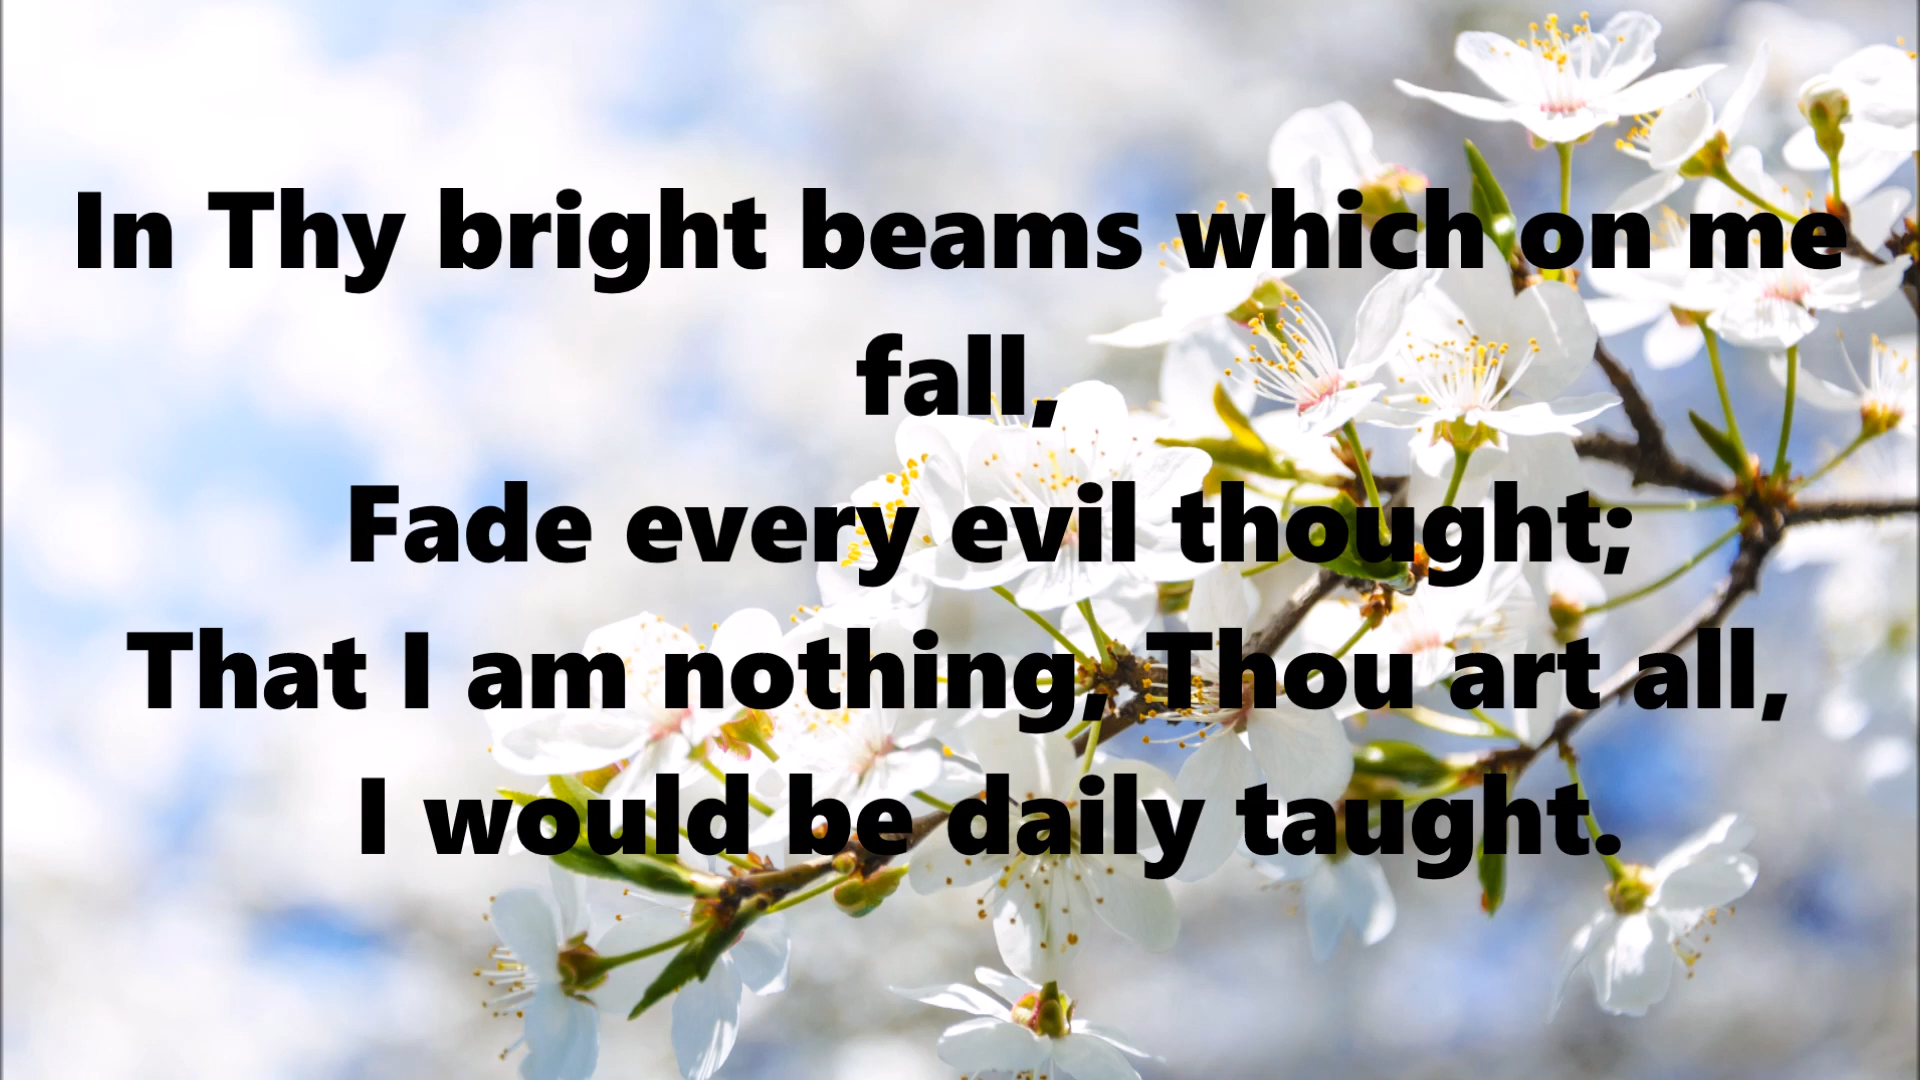 In Thy bright beams which on me
fall,
Fade every evil thought;
That I am nothing, Thou art all,
I would be daily taught.